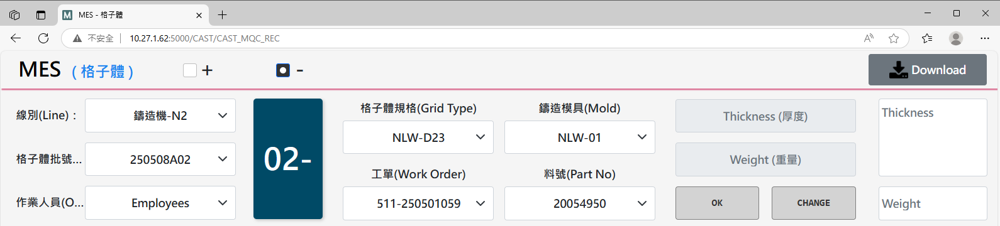 MES - 格子體
不安全 | 10.27.1.62:5000/CAST/CAST_MQC_REC
MES (格子體) + - Download
線別(Line)：
鑄造機-N2
格子體批號...
250508A02
作業人員(O...
Employees
02-
格子體規格(Grid Type)
NLW-D23
工單(Work Order)
511-250501059
鑄造模具(Mold)
NLW-01
料號(Part No)
20054950
Thickness (厚度)
Weight (重量)
OK
CHANGE
Thickness
Weight